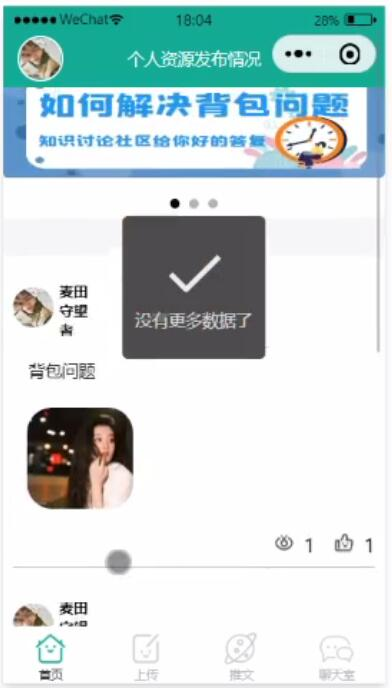 WeChat 18:04 28%
个人资源发布情况
如何解决背包问题
知识讨论社区给你好的答复
没有更多数据了
麦田
守望
者
背包问题
1 1
麦田
守望
首页 上传 推文 聊天室